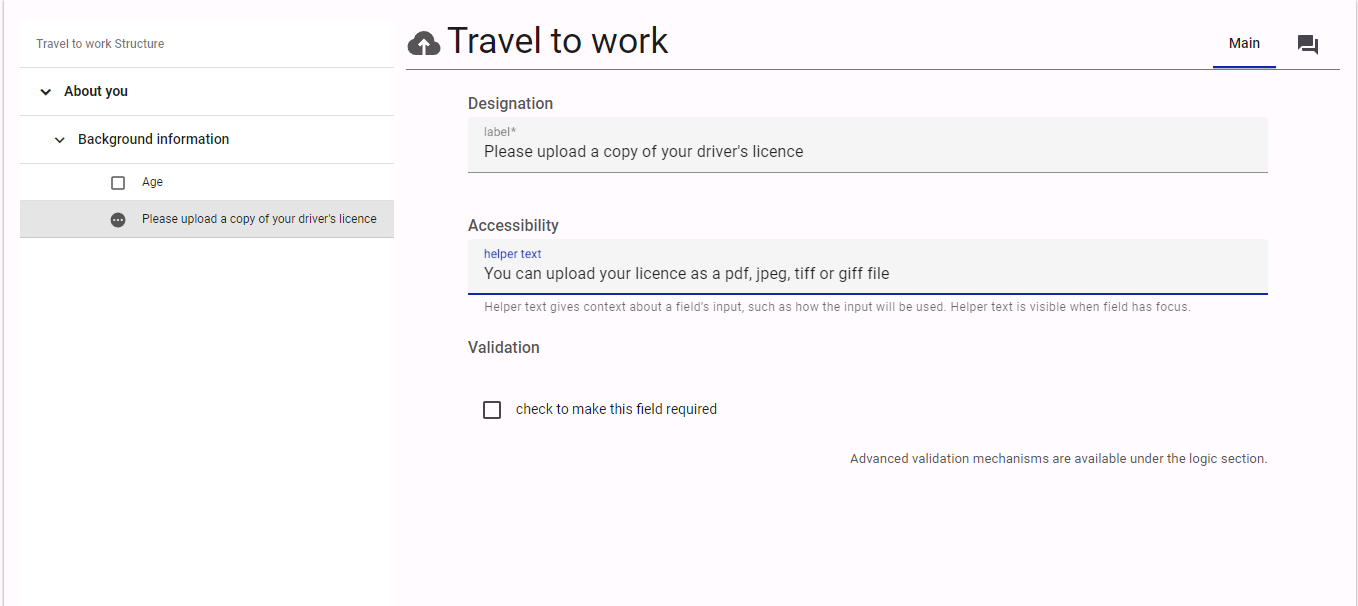 Travel to work Structure
About you
Background information
Age
Please upload a copy of your driver's licence
Travel to work
Main
Designation
label*
Please upload a copy of your driver's licence
Accessibility
helper text
You can upload your licence as a pdf, jpeg, tiff or giff file
Helper text gives context about a field's input, such as how the input will be used. Helper text is visible when field has focus.
Validation
check to make this field required
Advanced validation mechanisms are available under the logic section.